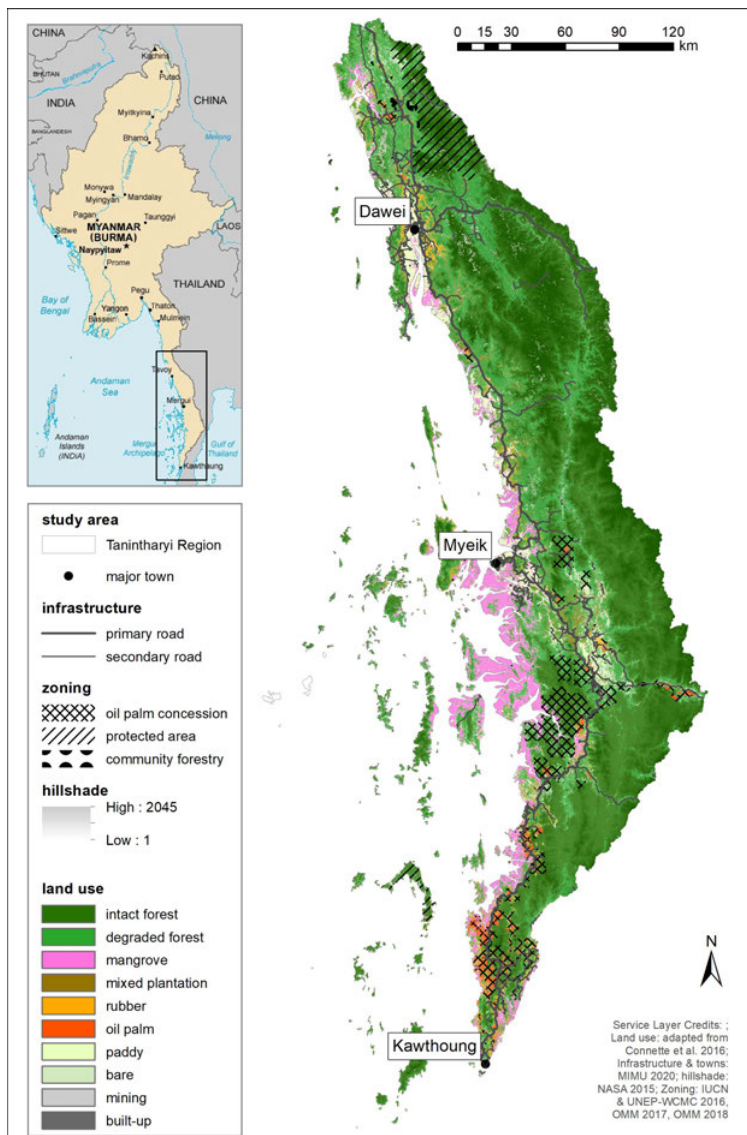 CHINA
Kachins
BHUTAN
Brahmaputra
Putao
INDIA
CHINA
Myitkyina
BANGLADESH
Bhamo
Mekong
Irrawaddy
Monywa
Myingyan
Mandalay
Pagan
Taunggyi
MYANMAR
(BURMA)
LAOS
Sittwe
Naypyitaw
Prome
THAILAND
Bay of
Bengal
Pegu
Yangon
Thaton
Bassein
Mulmein
Andaman
Sea
Tavoy
Mergui
Andaman
Islands
(INDIA)
Mergui
Archipelago
Gulf of
Thailand
Kawthaung
study area
Tanintharyi Region
major town
infrastructure
primary road
secondary road
zoning
oil palm concession
protected area
community forestry
hillshade
High : 2045
Low : 1
land use
intact forest
degraded forest
mangrove
mixed plantation
rubber
oil palm
paddy
bare
mining
built-up
0 15 30 60 90 120
km
Dawei
Myeik
Kawthoung
N
Service Layer Credits: ;
Land use: adapted from
Connette et al. 2016;
Infrastructure & towns:
MIMU 2020; hillshade:
NASA 2015; Zoning: IUCN
& UNEP-WCMC 2016,
OMM 2017, OMM 2018